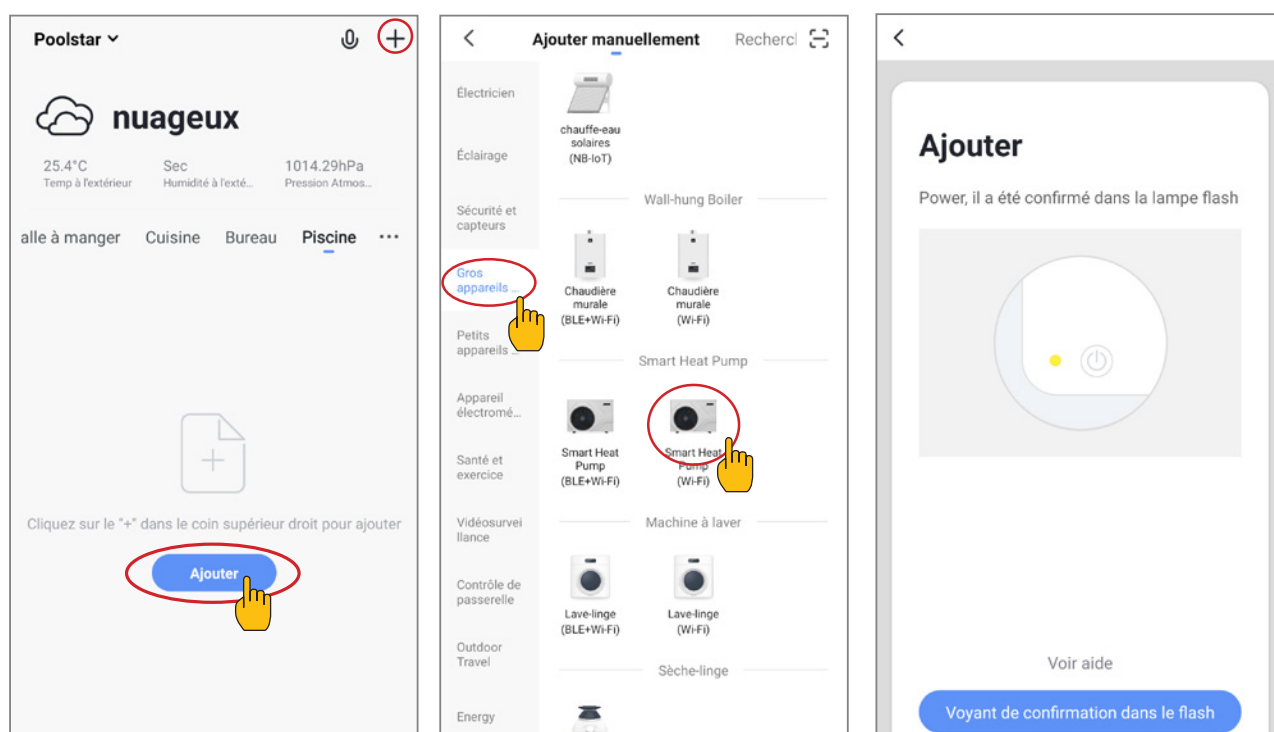 Poolstar
nuageux
25.4°C Sec 1014.29hPa
Temp à l'extérieur Humidité à l'exté... Pression Atmos...
alle à manger Cuisine Bureau Piscine ...
Cliquez sur le "+" dans le coin supérieur droit pour ajouter
Ajouter
Ajouter manuellement Recherc
Électricien
Éclairage
Sécurité et
capteurs
Gros
appareils ...
Petits
appareils ...
Appareil
électromé...
Santé et
exercice
Vidéosurvei
llance
Contrôle de
passerelle
Outdoor
Travel
Energy
chauffe-eau
solaires
(NB-IoT)
Wall-hung Boiler
Chaudière
murale
(BLE+Wi-Fi)
Chaudière
murale
(Wi-Fi)
Smart Heat Pump
Smart Heat
Pump
(BLE+Wi-Fi)
Smart Heat
Pump
(Wi-Fi)
Machine à laver
Lave-linge
(BLE+Wi-Fi)
Lave-linge
(Wi-Fi)
Sèche-linge
Ajouter
Power, il a été confirmé dans la lampe flash
Voir aide
Voyant de confirmation dans le flash